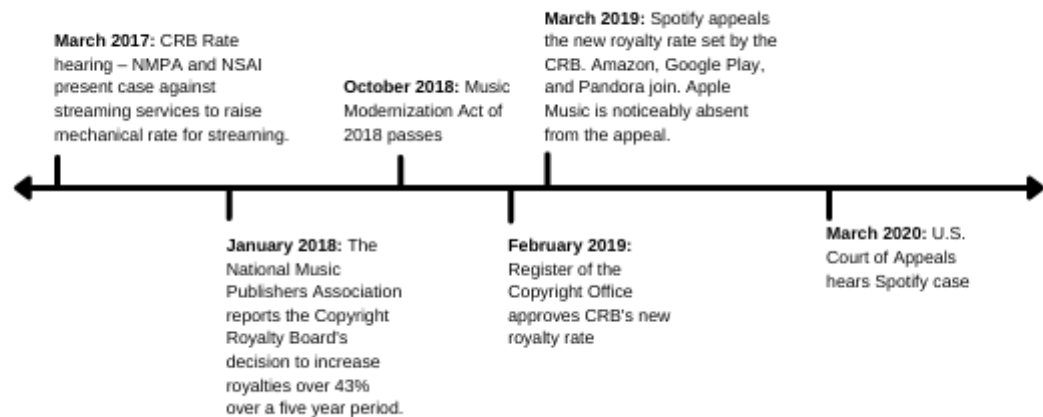 March 2017: CRB Rate
hearing – NMPA and NSAI
present case against
streaming services to raise
mechanical rate for streaming.
January 2018: The
National Music
Publishers Association
reports the Copyright
Royalty Board's
decision to increase
royalties over 43%
over a five year period.
October 2018: Music
Modernization Act of
2018 passes
February 2019:
Register of the
Copyright Office
approves CRB's new
royalty rate
March 2019: Spotify appeals
the new royalty rate set by the
CRB. Amazon, Google Play,
and Pandora join. Apple
Music is noticeably absent
from the appeal.
March 2020: U.S.
Court of Appeals
hears Spotify case